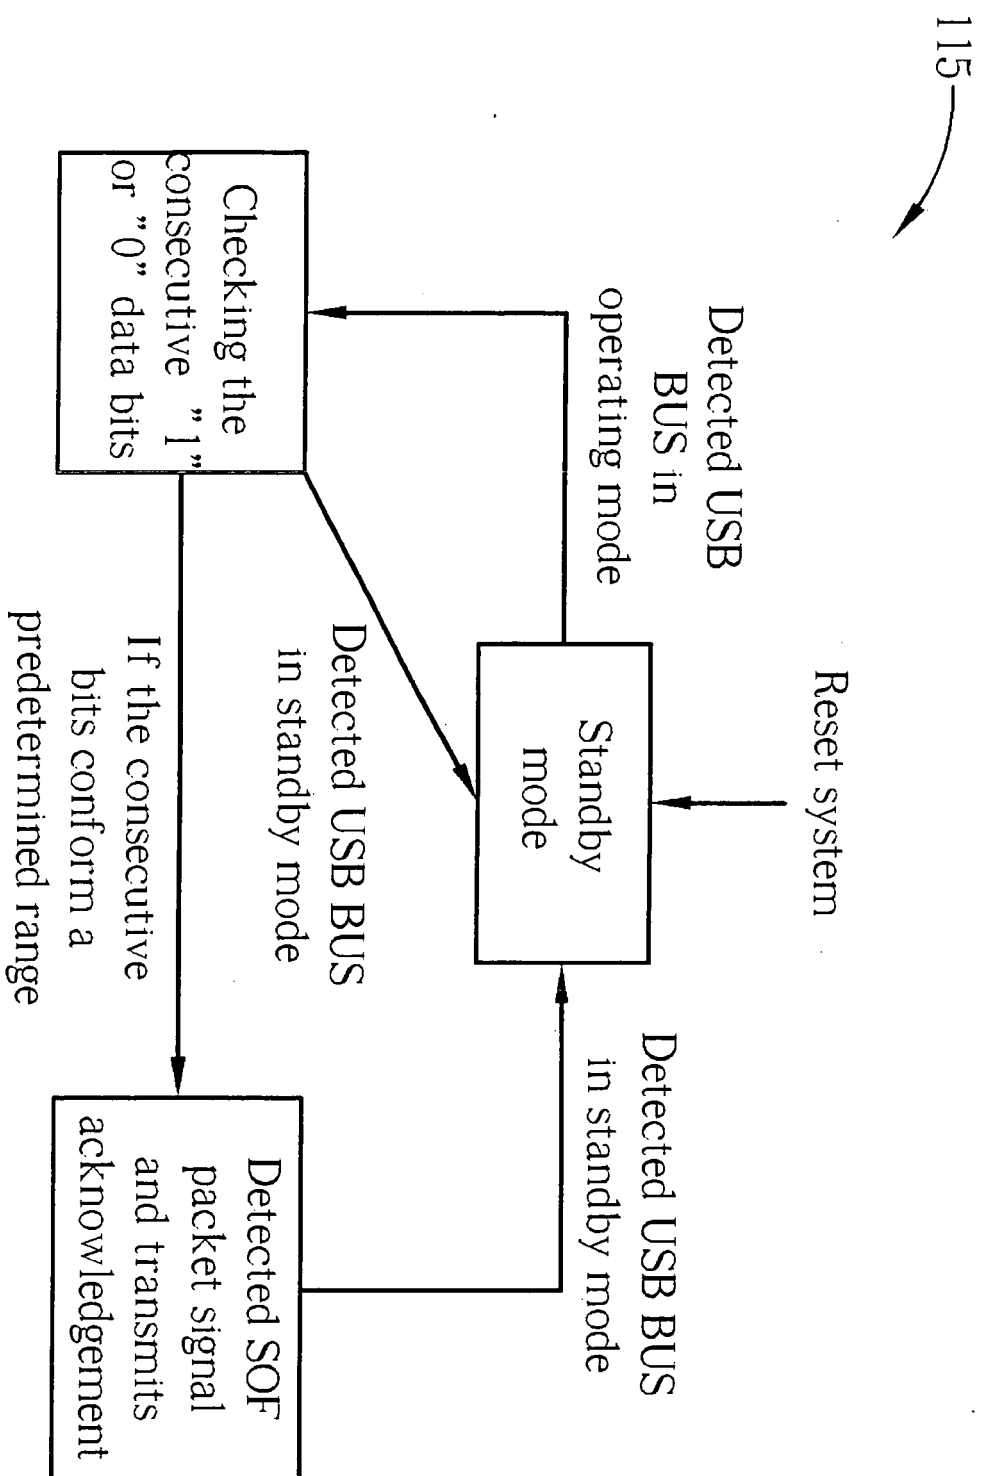 115
Reset system
Detected USB
BUS in
operating mode
Standby
mode
Detected USB BUS
in standby mode
Detected USB BUS
in standby mode
Checking the
consecutive "1"
or "0" data bits
If the consecutive
bits conform a
predetermined range
Detected SOF
packet signal
and transmits
acknowledgement